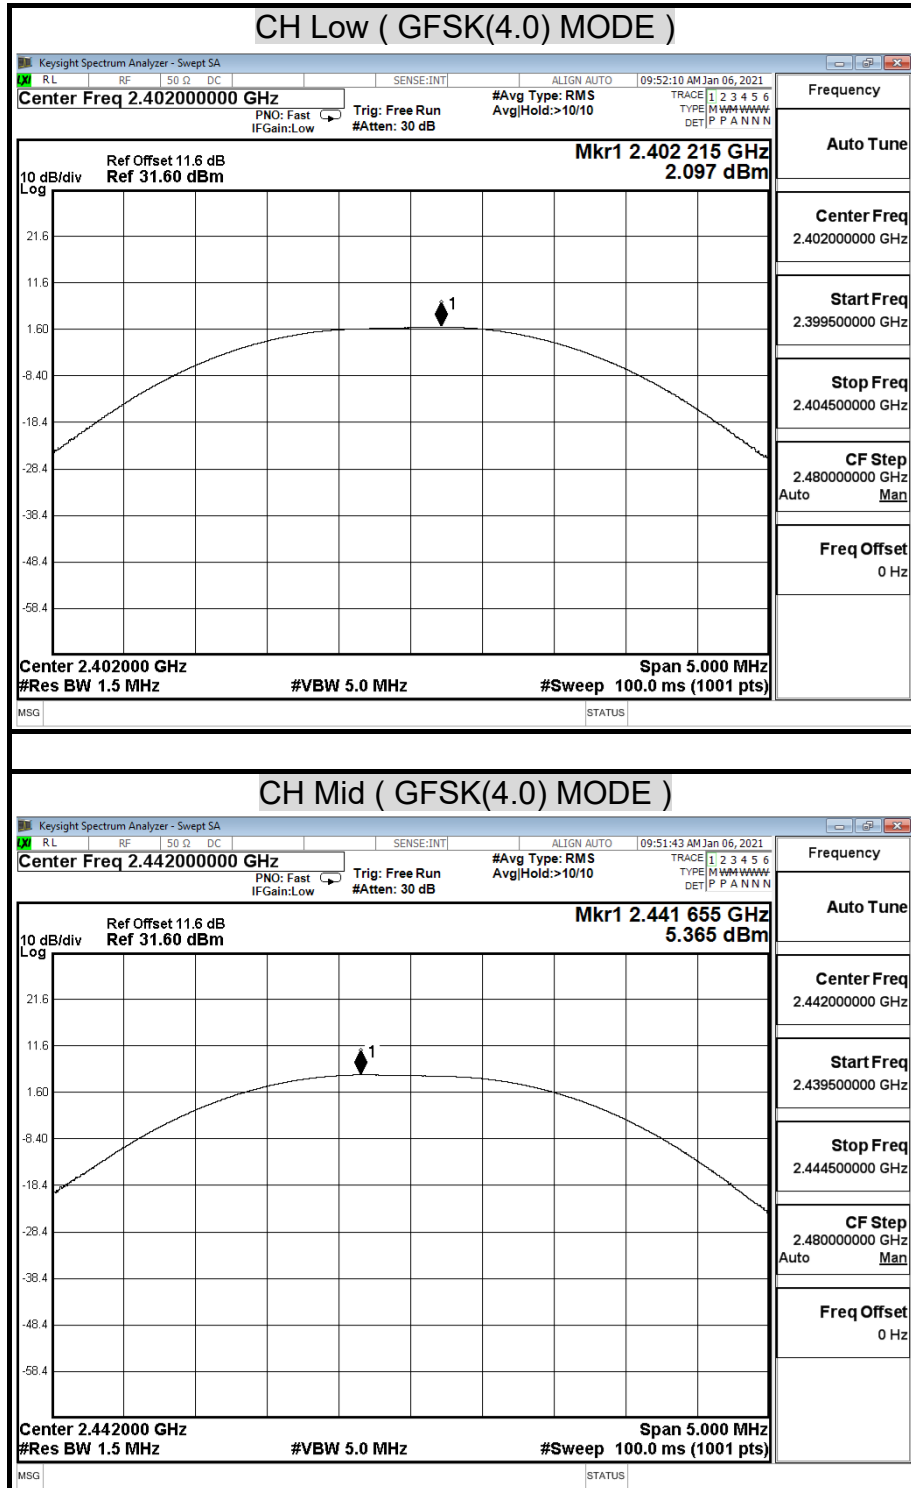 CH Low ( GFSK(4.0) MODE )
Keysight Spectrum Analyzer - Swept SA
LXI RL RF 50 Ω DC SENSE:INT ALIGN AUTO 09:52:10 AM Jan 06, 2021
Center Freq 2.402000000 GHz
PNO: Fast
IFGain:Low
Trig: Free Run
#Atten: 30 dB
#Avg Type: RMS
Avg|Hold:>10/10
TRACE 1 2 3 4 5 6
TYPE M WM WWWW
DET P P A N N N
Frequency
Auto Tune
Center Freq
2.402000000 GHz
Start Freq
2.399500000 GHz
Stop Freq
2.404500000 GHz
CF Step
2.480000000 GHz
Auto Man
Freq Offset
0 Hz
Mkr1 2.402 215 GHz
2.097 dBm
Ref Offset 11.6 dB
10 dB/div Ref 31.60 dBm
Log
21.6
11.6
1
1.60
-8.40
-18.4
-28.4
-38.4
-48.4
-58.4
Center 2.402000 GHz Span 5.000 MHz
#Res BW 1.5 MHz #VBW 5.0 MHz #Sweep 100.0 ms (1001 pts)
MSG STATUS
CH Mid ( GFSK(4.0) MODE )
Keysight Spectrum Analyzer - Swept SA
LXI RL RF 50 Ω DC SENSE:INT ALIGN AUTO 09:51:43 AM Jan 06, 2021
Center Freq 2.442000000 GHz
PNO: Fast
IFGain:Low
Trig: Free Run
#Atten: 30 dB
#Avg Type: RMS
Avg|Hold:>10/10
TRACE 1 2 3 4 5 6
TYPE M WM WWWW
DET P P A N N N
Frequency
Auto Tune
Center Freq
2.442000000 GHz
Start Freq
2.439500000 GHz
Stop Freq
2.444500000 GHz
CF Step
2.480000000 GHz
Auto Man
Freq Offset
0 Hz
Mkr1 2.441 655 GHz
5.365 dBm
Ref Offset 11.6 dB
10 dB/div Ref 31.60 dBm
Log
21.6
11.6
1
1.60
-8.40
-18.4
-28.4
-38.4
-48.4
-58.4
Center 2.442000 GHz Span 5.000 MHz
#Res BW 1.5 MHz #VBW 5.0 MHz #Sweep 100.0 ms (1001 pts)
MSG STATUS